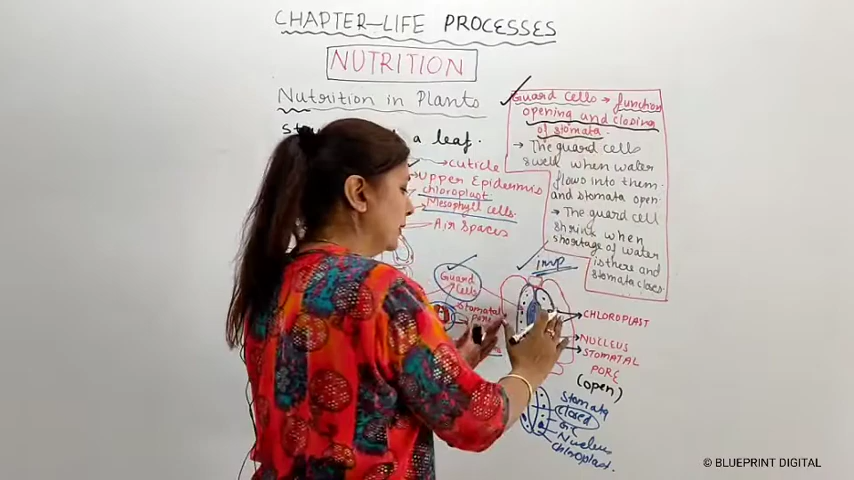 CHAPTER-LIFE PROCESSES
NUTRITION
Nutrition in Plants
a leaf.
cuticle
Upper Epidermis
chloroplast
Mesophyll cells.
Air Spaces
Guard Cells → function
opening and closing
of stomata.
→ The guard cells
swell when water
flows into them.
and stomata open.
→ The guard cell
shrink when
shortage of water
is there and
stomata closes.
IMP
Guard
Cells
Stomatal
Pore
CHLOROPLAST
NUCLEUS
STOMATAL
PORE
(open)
Stomata
closed
Nucleus
chloroplast.
© BLUEPRINT DIGITAL